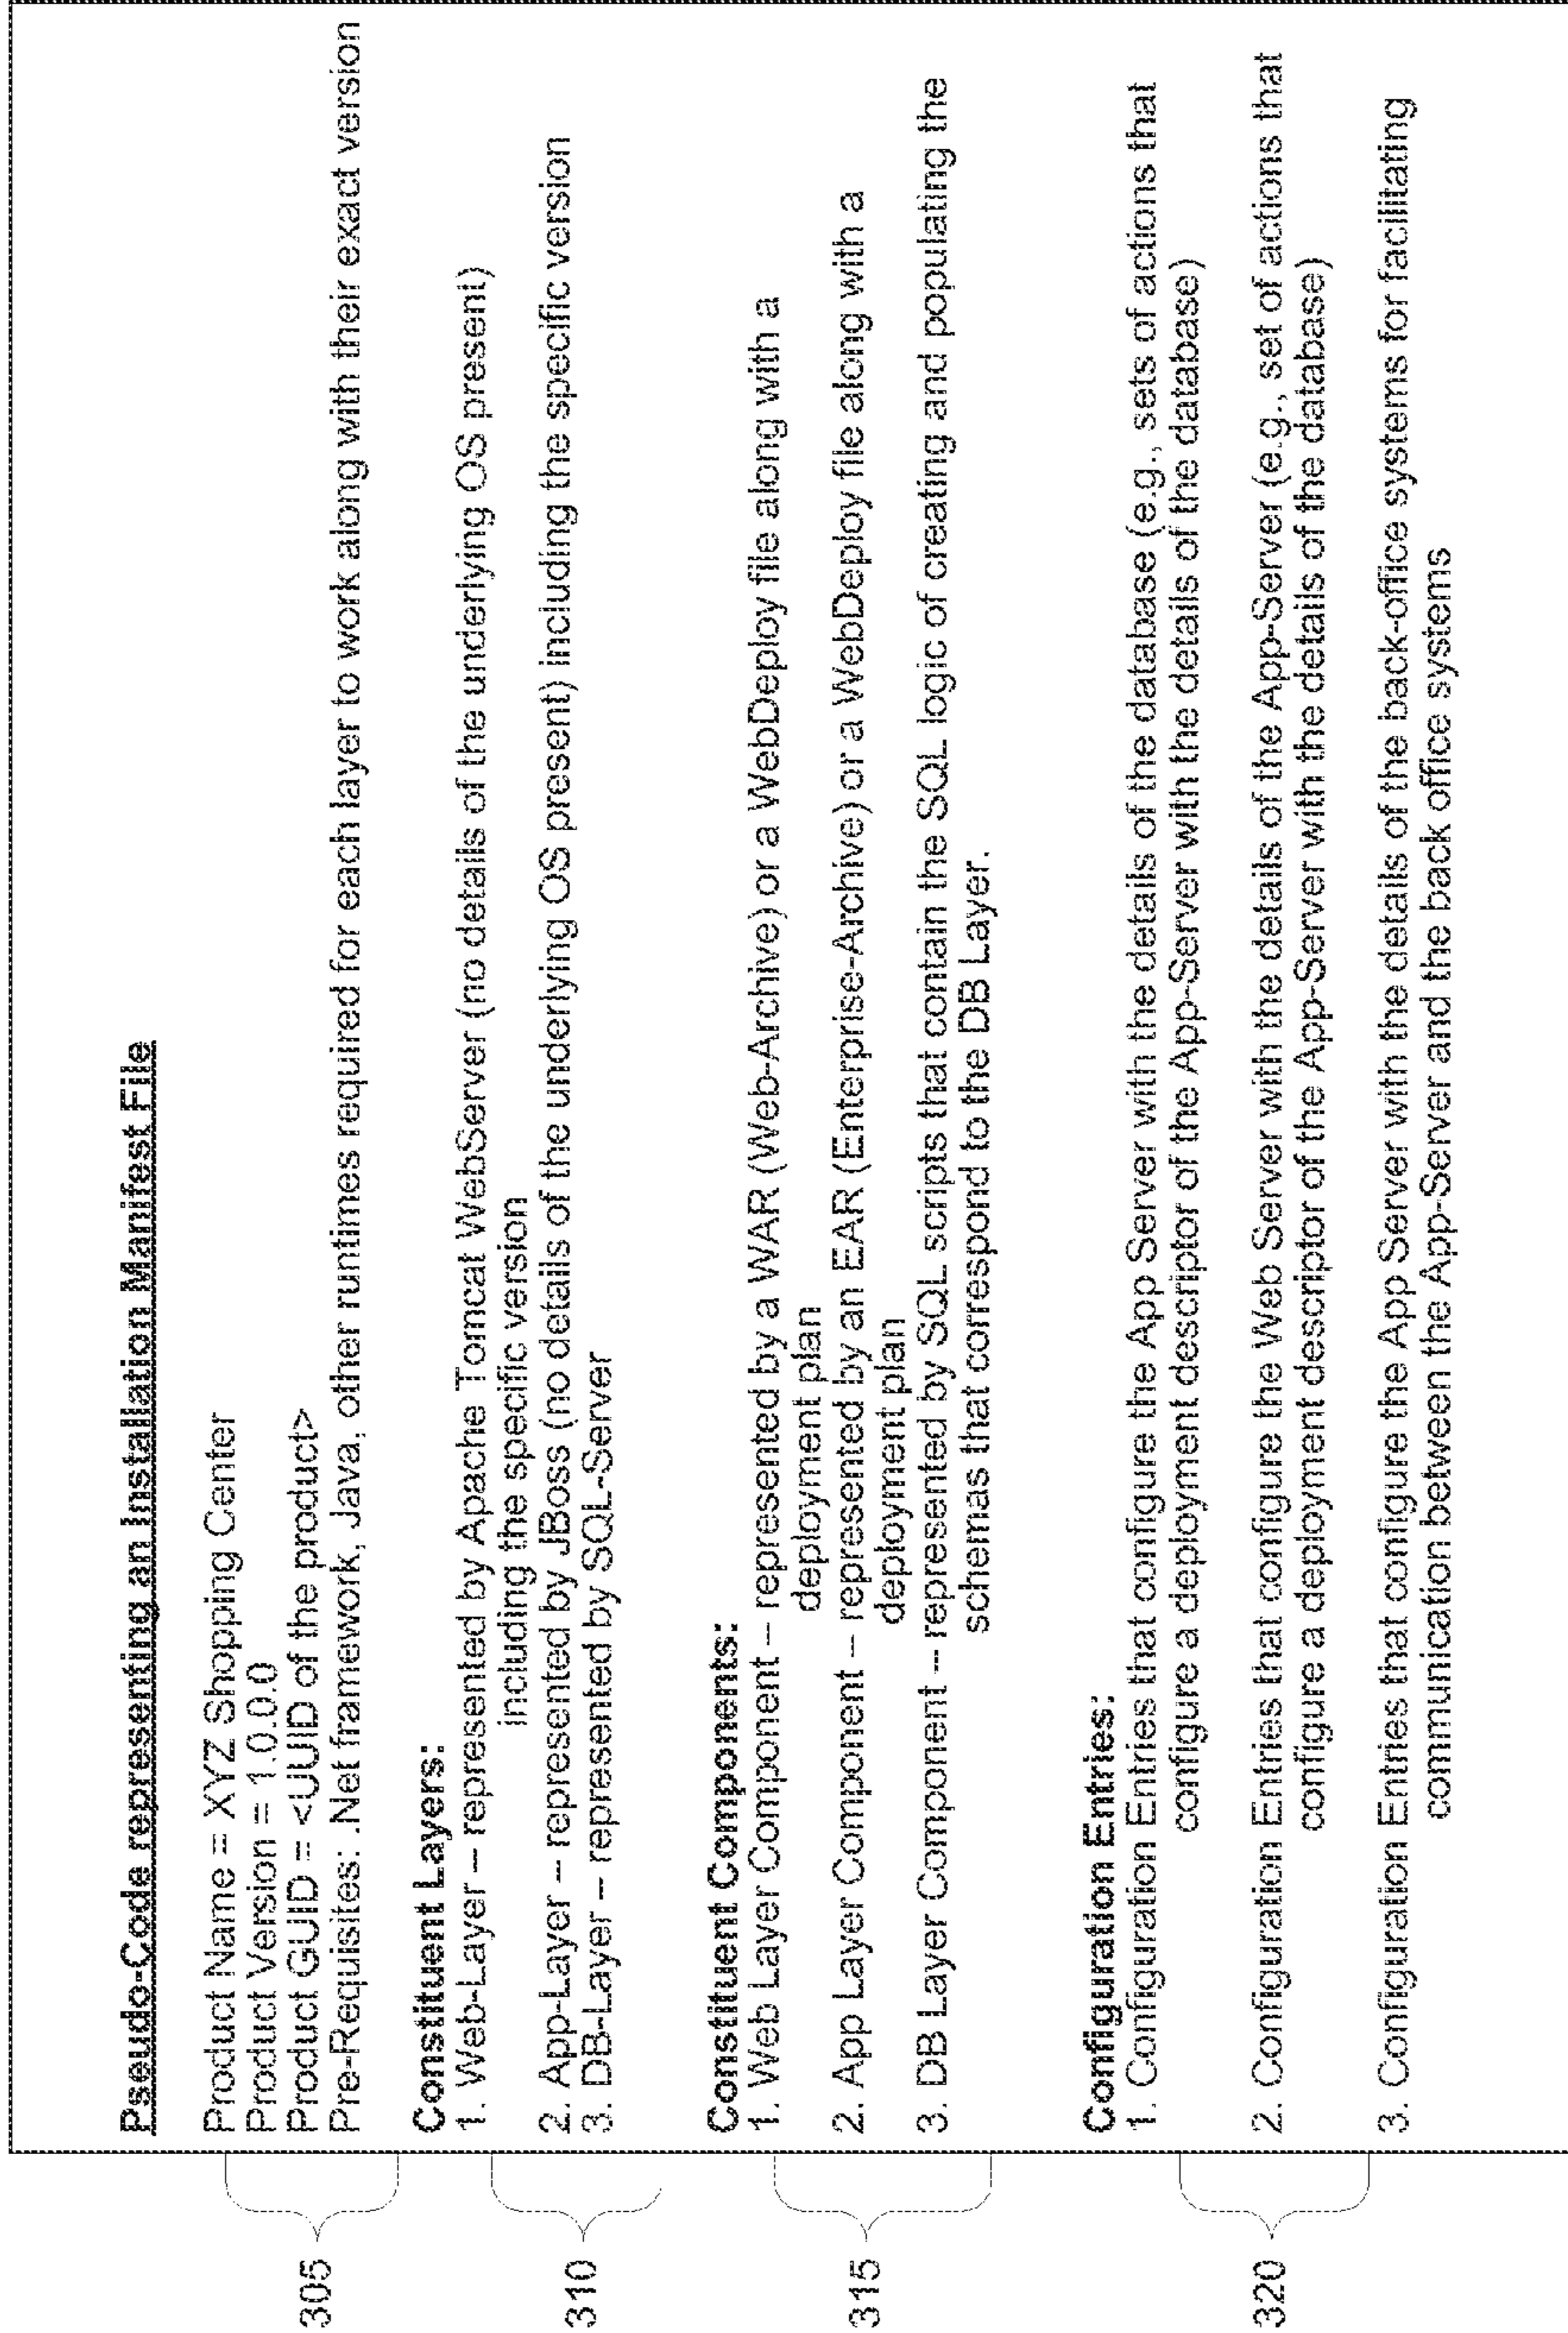 Pseudo-Code representing an Installation Manifest File
305
Product Name = XYZ Shopping Center
Product Version = 1.0.0.0
Product GUID = <UUID of the product>
Pre-Requisites: .Net framework, Java, other runtimes required for each layer to work along with their exact version
310
Constituent Layers:
1. Web-Layer – represented by Apache Tomcat WebServer (no details of the underlying OS present)
including the specific version
2. App-Layer – represented by JBoss (no details of the underlying OS present) including the specific version
3. DB-Layer – represented by SQL-Server
315
Constituent Components:
1. Web Layer Component – represented by a WAR (Web-Archive) or a WebDeploy file along with a
deployment plan
2. App Layer Component – represented by an EAR (Enterprise-Archive) or a WebDeploy file along with a
deployment plan
3. DB Layer Component – represented by SQL scripts that contain the SQL logic of creating and populating the
schemas that correspond to the DB Layer.
320
Configuration Entries:
1. Configuration Entries that configure the App Server with the details of the database (e.g., sets of actions that
configure a deployment descriptor of the App-Server with the details of the database)
2. Configuration Entries that configure the Web Server with the details of the App-Server (e.g., set of actions that
configure a deployment descriptor of the App-Server with the details of the database)
3. Configuration Entries that configure the App Server with the details of the back-office systems for facilitating
communication between the App-Server and the back office systems